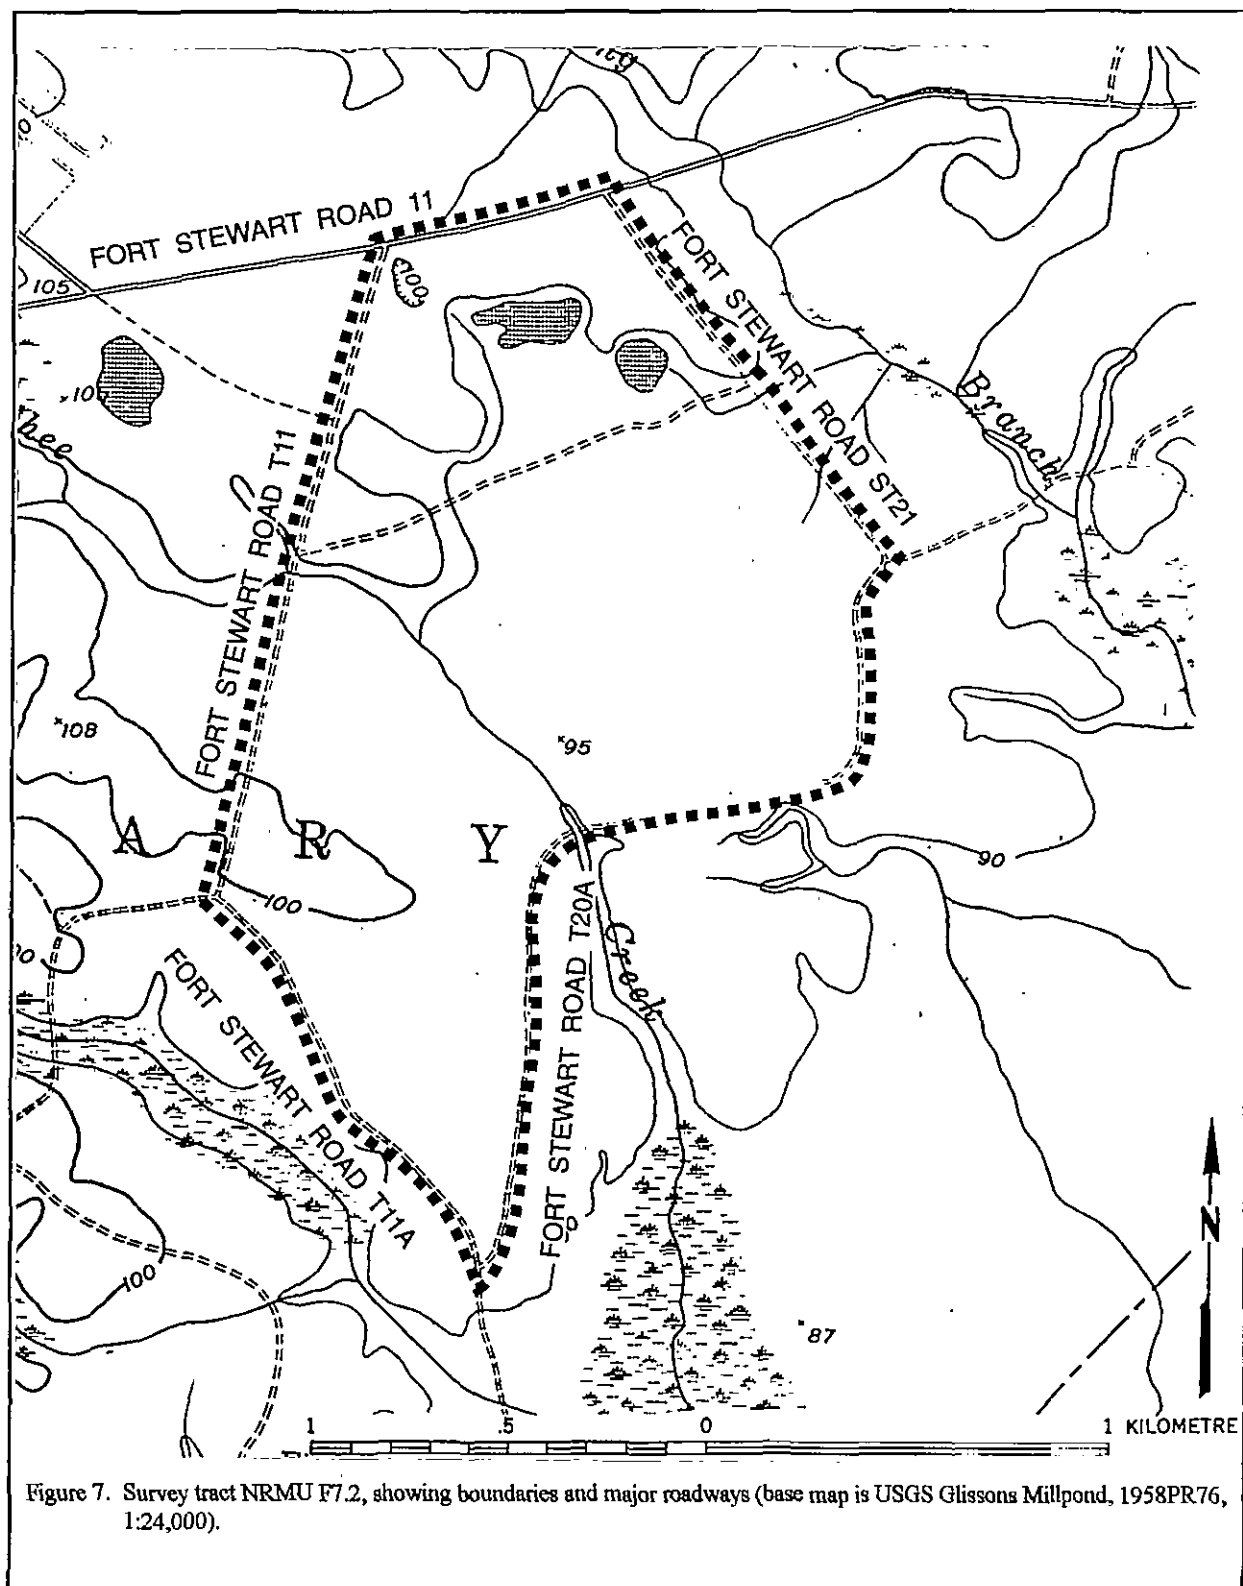 FORT STEWART ROAD 11
100
105
FORT STEWART ROAD ST21
Branch
FORT STEWART ROAD T11
×108
×95
A R Y
100
90
FORT STEWART ROAD T20A
Creek
FORT STEWART ROAD T11A
100
×87
N
1 .5 0 1 KILOMETRE
Figure 7. Survey tract NRMU F7.2, showing boundaries and major roadways (base map is USGS Glissons Millpond, 1958PR76,
1:24,000).